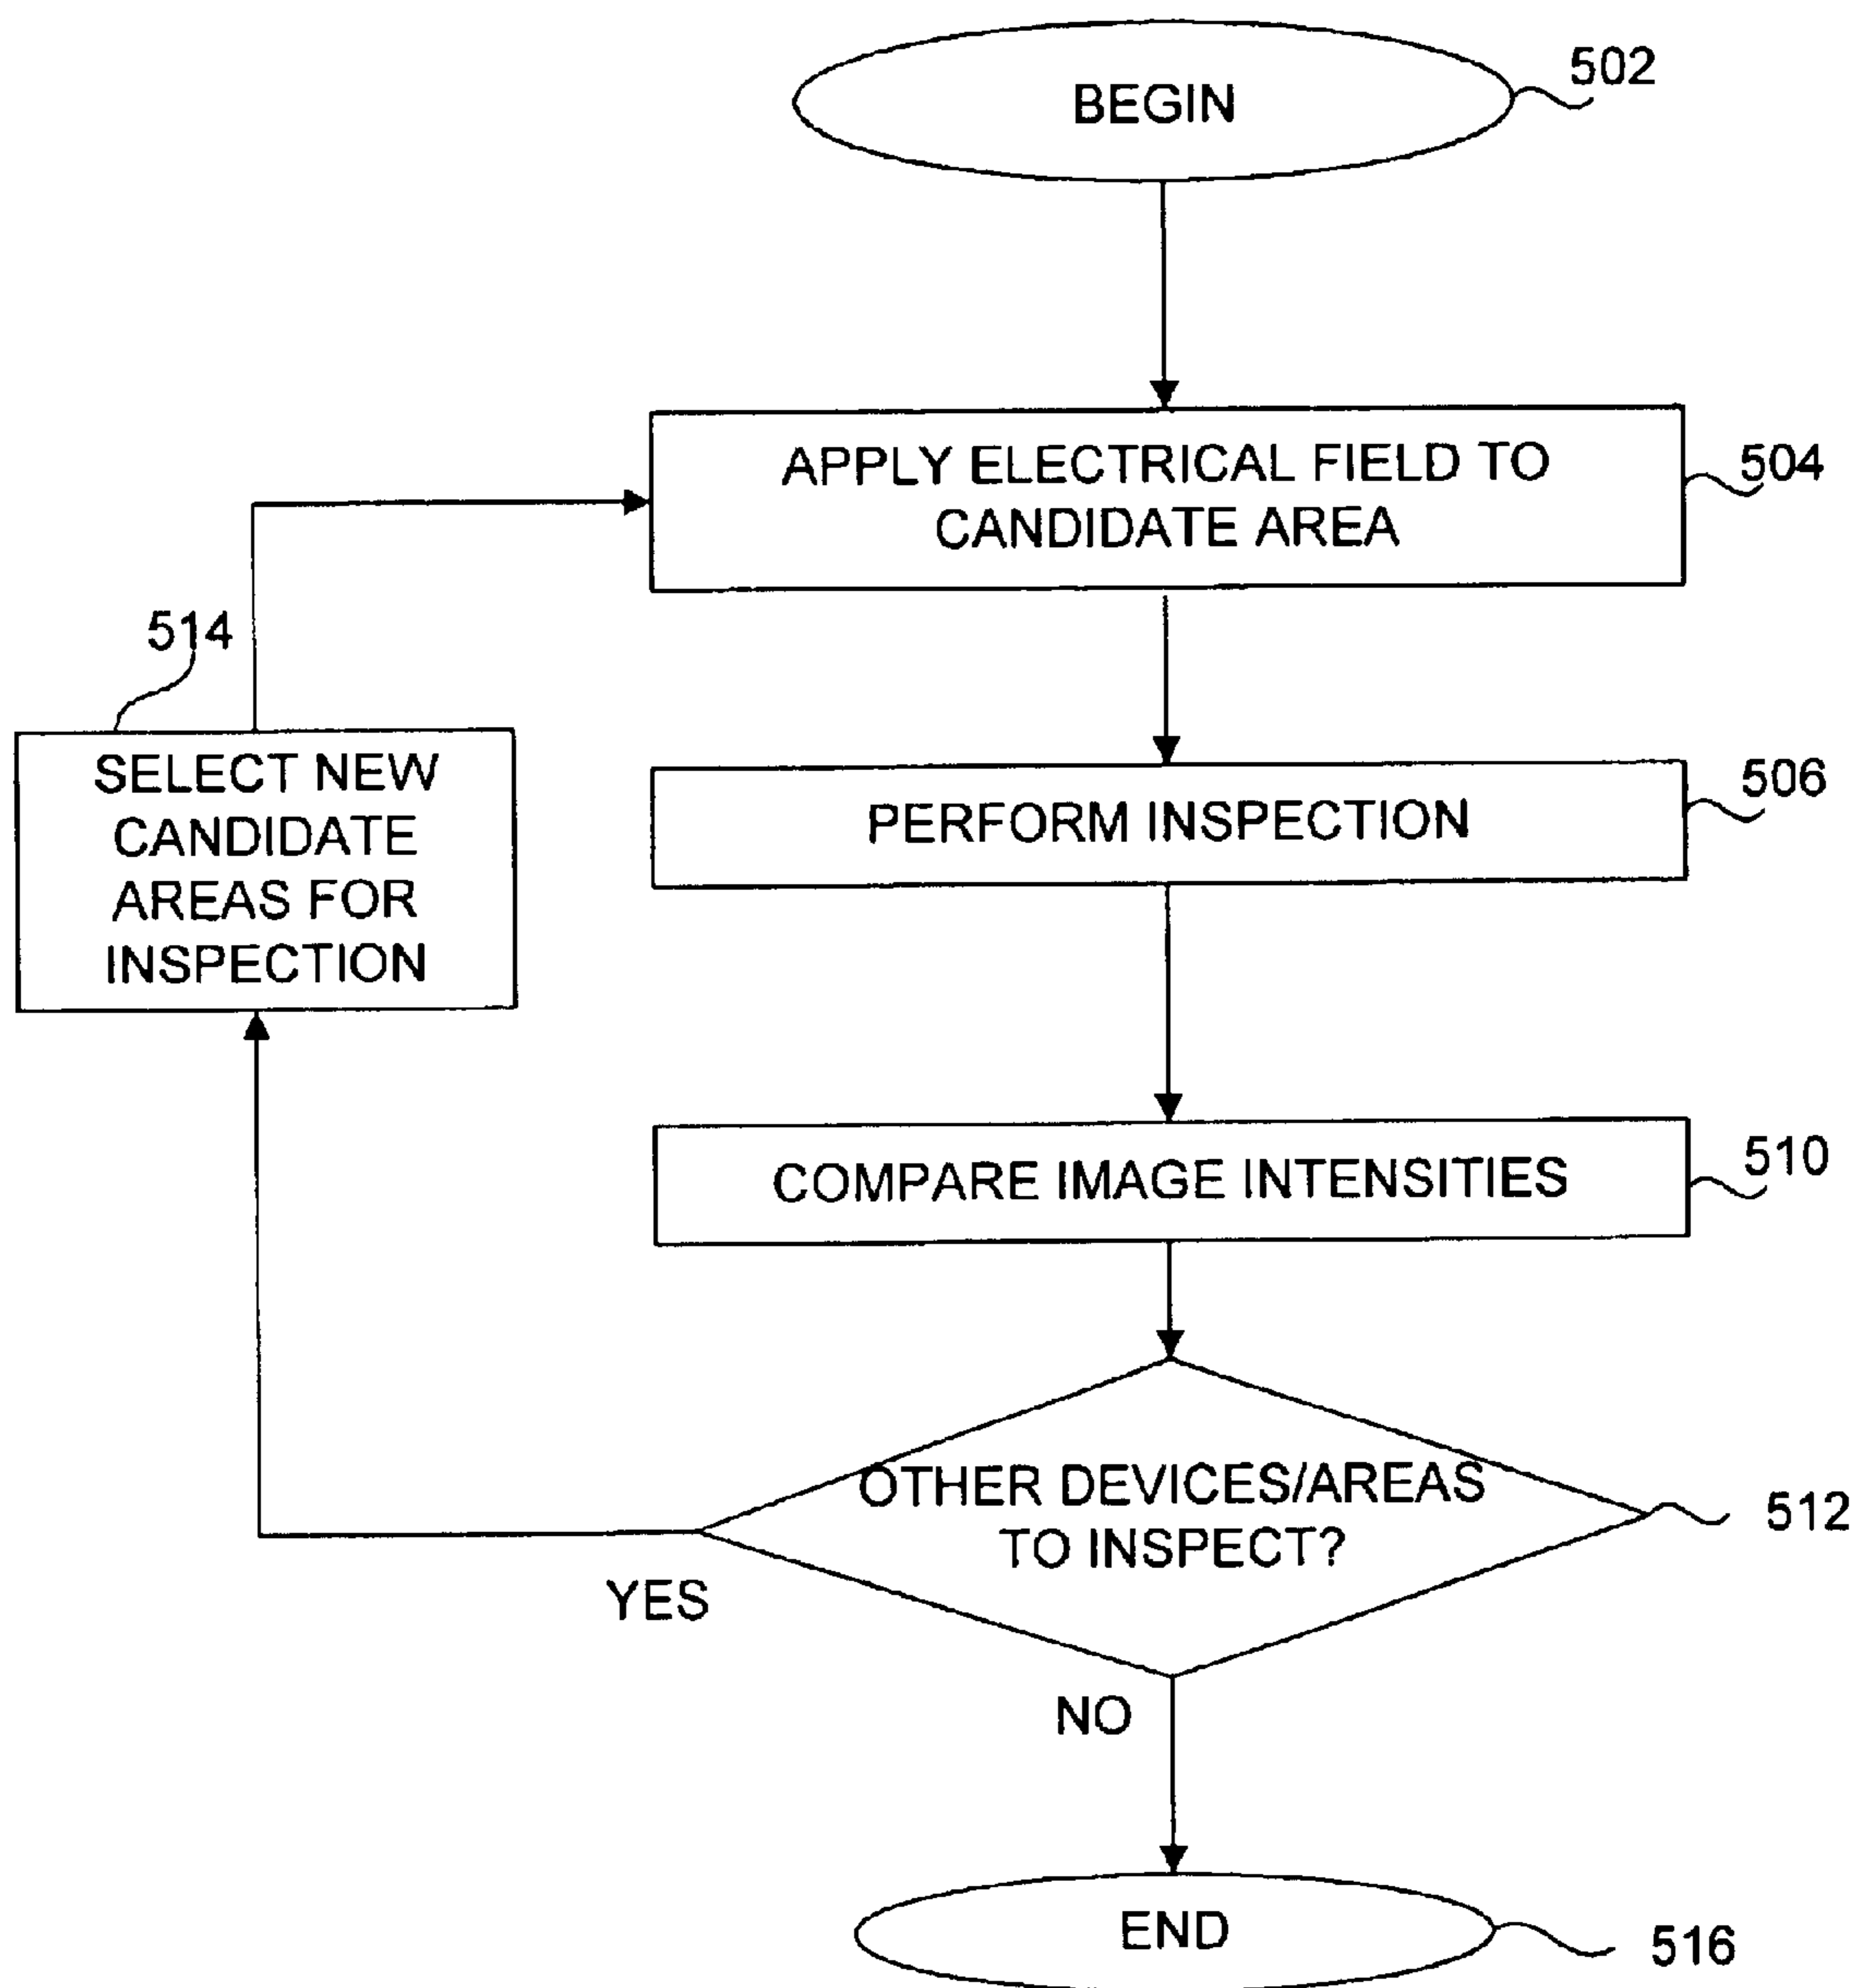 BEGIN
502
APPLY ELECTRICAL FIELD TO
CANDIDATE AREA
504
514
SELECT NEW
CANDIDATE
AREAS FOR
INSPECTION
PERFORM INSPECTION
506
COMPARE IMAGE INTENSITIES
510
OTHER DEVICES/AREAS
TO INSPECT?
512
YES
NO
END
516